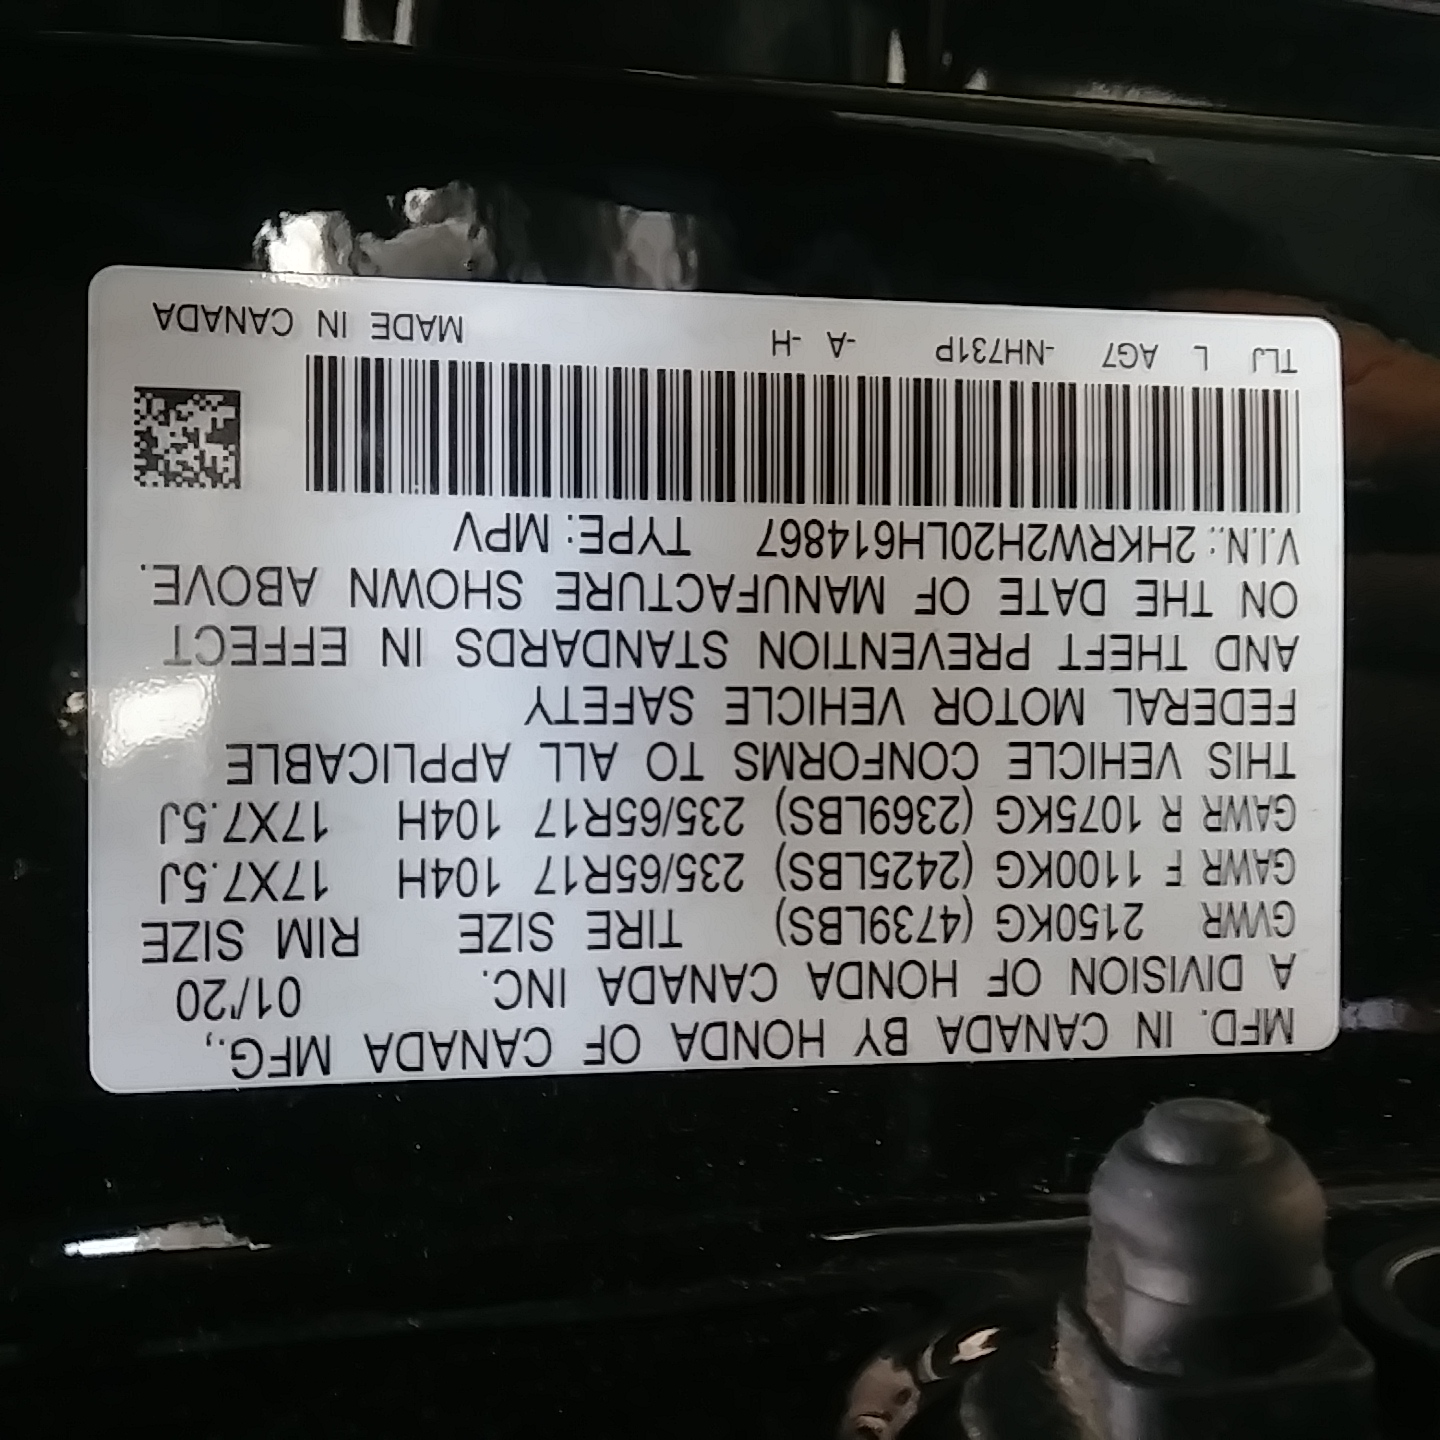 MFD. IN CANADA BY HONDA OF CANADA MFG.,
A DIVISION OF HONDA CANADA INC. 01/'20
GVWR 2150KG (4739LBS) TIRE SIZE RIM SIZE
GAWR F 1100KG (2425LBS) 235/65R17 104H 17X7.5J
GAWR R 1075KG (2369LBS) 235/65R17 104H 17X7.5J
THIS VEHICLE CONFORMS TO ALL APPLICABLE
FEDERAL MOTOR VEHICLE SAFETY
AND THEFT PREVENTION STANDARDS IN EFFECT
ON THE DATE OF MANUFACTURE SHOWN ABOVE.
V.I.N.: 2HKRW2H20LH614867 TYPE: MPV
TLJ L AG7 -NH731P -A -H MADE IN CANADA